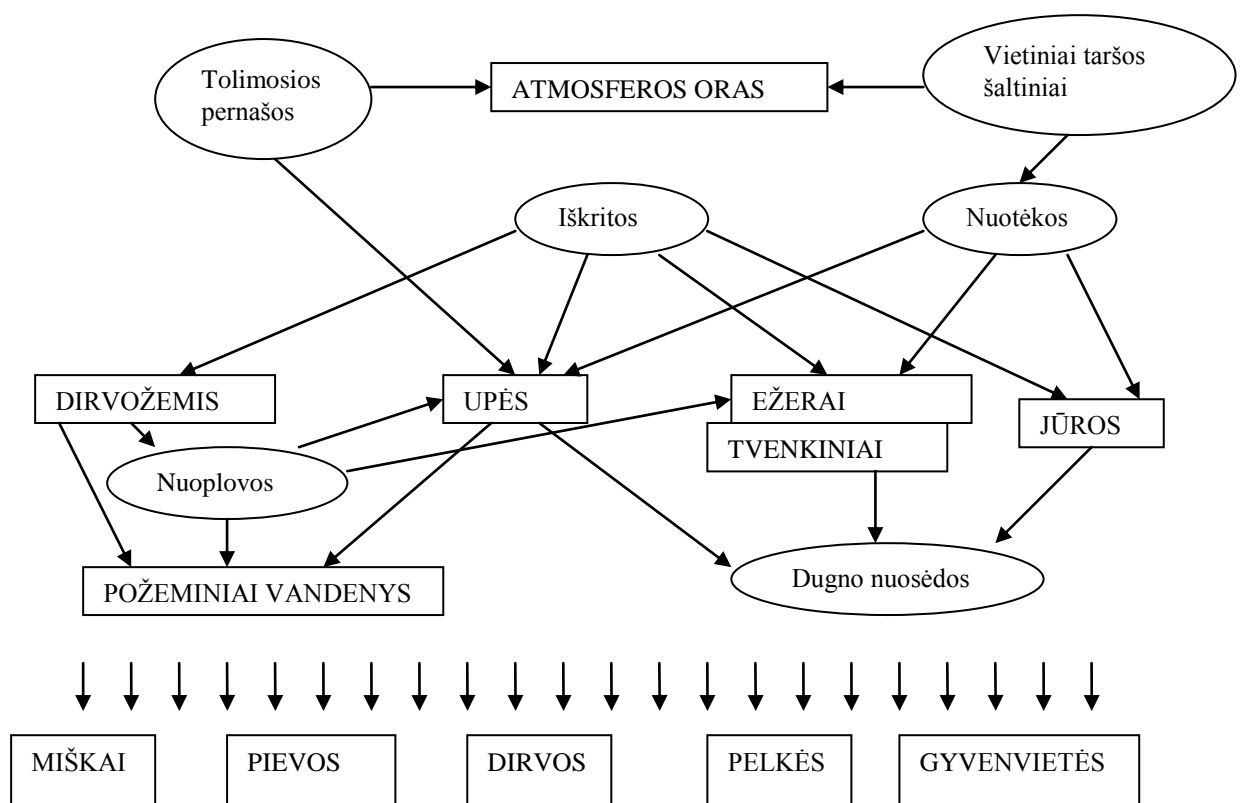 Tolimosios
pernašos
ATMOSFEROS ORAS
Vietiniai taršos
šaltiniai
Iškritos
Nuotėkos
DIRVOŽEMIS
UPĖS
EŽERAI
TVENKINIAI
JŪROS
Nuoplovos
POŽEMINIAI VANDENYS
Dugno nuosėdos
MIŠKAI
PIEVOS
DIRVOS
PELKĖS
GYVENVIETĖS